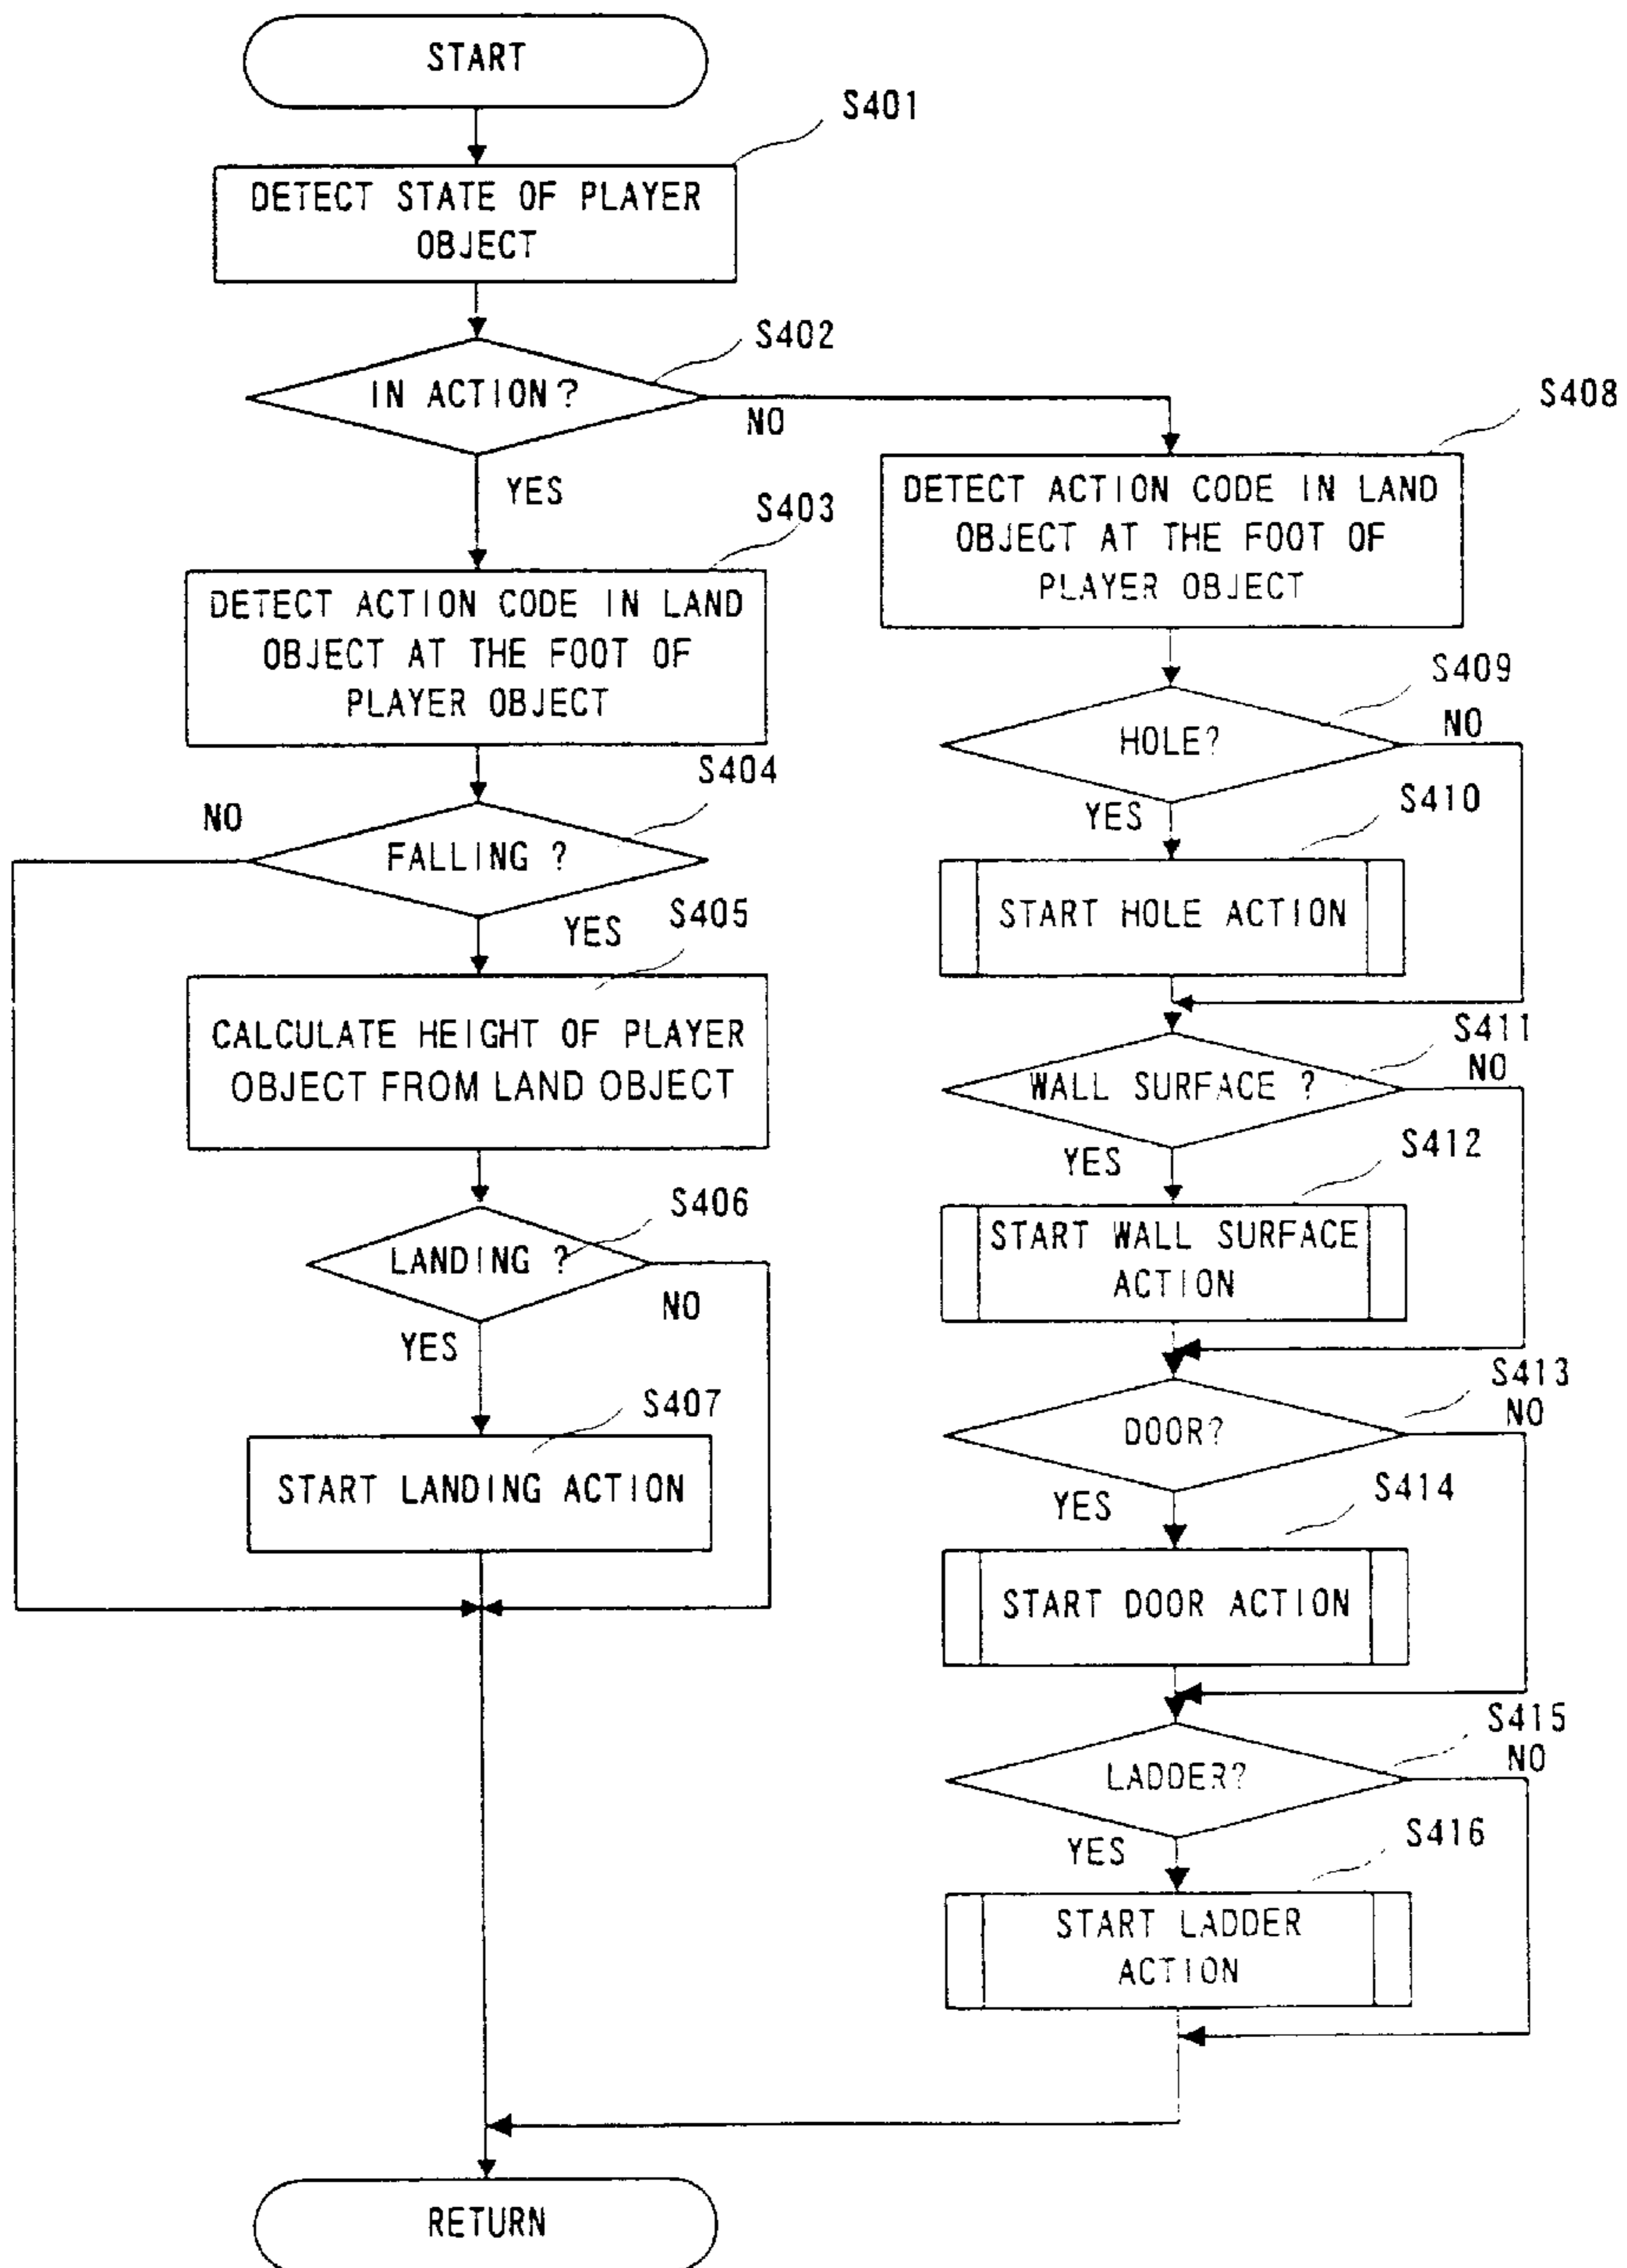 START
S401
DETECT STATE OF PLAYER
OBJECT
S402
IN ACTION?
NO
YES
S403
DETECT ACTION CODE IN LAND
OBJECT AT THE FOOT OF
PLAYER OBJECT
S404
NO
FALLING ?
YES
S405
CALCULATE HEIGHT OF PLAYER
OBJECT FROM LAND OBJECT
S406
LANDING ?
NO
YES
S407
START LANDING ACTION
S408
DETECT ACTION CODE IN LAND
OBJECT AT THE FOOT OF
PLAYER OBJECT
S409
NO
HOLE?
YES
S410
START HOLE ACTION
S411
NO
WALL SURFACE ?
YES
S412
START WALL SURFACE
ACTION
S413
NO
DOOR?
YES
S414
START DOOR ACTION
S415
NO
LADDER?
YES
S416
START LADDER
ACTION
RETURN